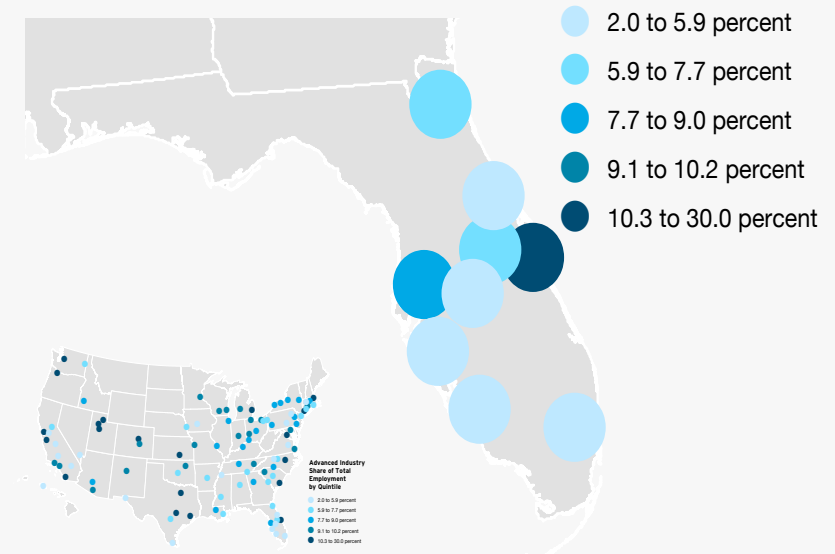 2.0 to 5.9 percent
5.9 to 7.7 percent
7.7 to 9.0 percent
9.1 to 10.2 percent
10.3 to 30.0 percent
Advanced Industry
Share of Total
Employment
by Quintile
2.0 to 5.9 percent
5.9 to 7.7 percent
7.7 to 9.0 percent
9.1 to 10.2 percent
10.3 to 30.0 percent